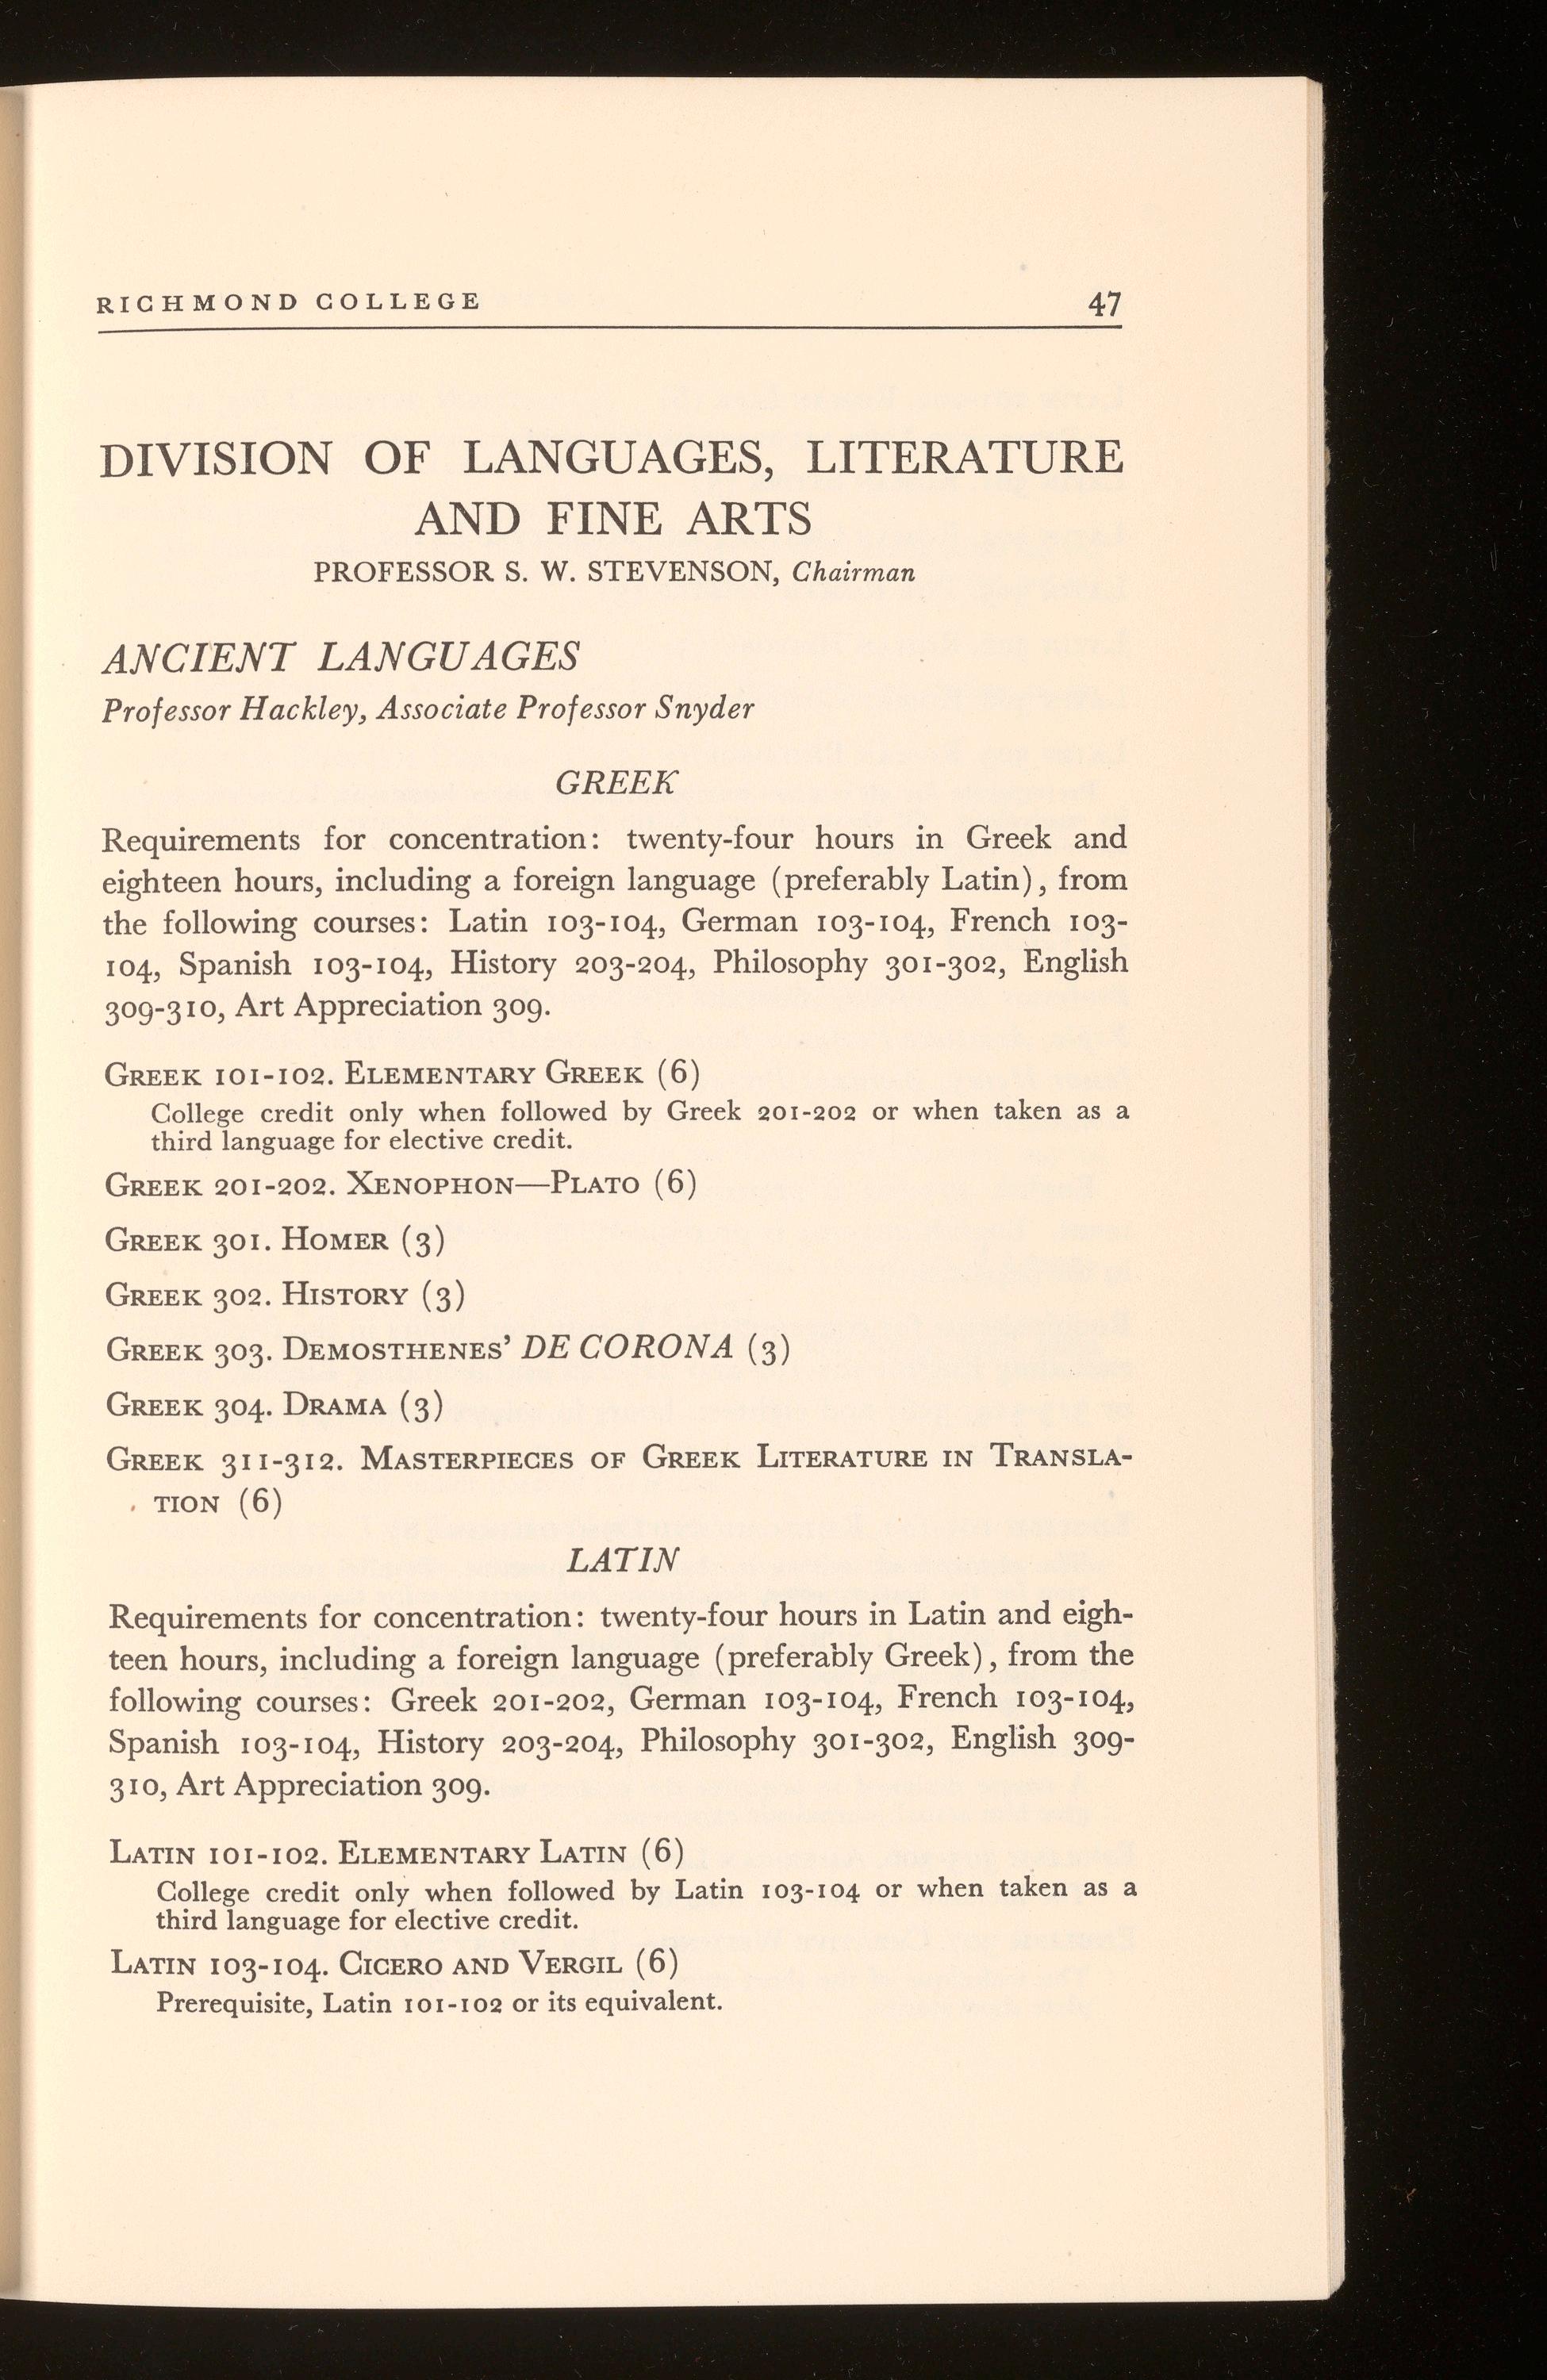 RICHMOND COLLEGE 47
DIVISION OF LANGUAGES, LITERATURE
AND FINE ARTS
PROFESSOR S. W. STEVENSON, Chairman
ANCIENT LANGUAGES
Professor Hackley, Associate Professor Snyder
GREEK
Requirements for concentration: twenty-four hours in Greek and
eighteen hours, including a foreign language (preferably Latin), from
the following courses: Latin 103-104, German 103-104, French 103-
104, Spanish 103-104, History 203-204, Philosophy 301-302, English
309-310, Art Appreciation 309.
GREEK 101-102. ELEMENTARY GREEK (6)
College credit only when followed by Greek 201-202 or when taken as a
third language for elective credit.
GREEK 201-202. XENOPHON—PLATO (6)
GREEK 301. HOMER (3)
GREEK 302. HISTORY (3)
GREEK 303. DEMOSTHENES' DE CORONA (3)
GREEK 304. DRAMA (3)
GREEK 311-312. MASTERPIECES OF GREEK LITERATURE IN TRANSLA-
TION (6)
LATIN
Requirements for concentration: twenty-four hours in Latin and eigh-
teen hours, including a foreign language (preferably Greek), from the
following courses: Greek 201-202, German 103-104, French 103-104,
Spanish 103-104, History 203-204, Philosophy 301-302, English 309-
310, Art Appreciation 309.
LATIN 101-102. ELEMENTARY LATIN (6)
College credit only when followed by Latin 103-104 or when taken as a
third language for elective credit.
LATIN 103-104. CICERO AND VERGIL (6)
Prerequisite, Latin 101-102 or its equivalent.